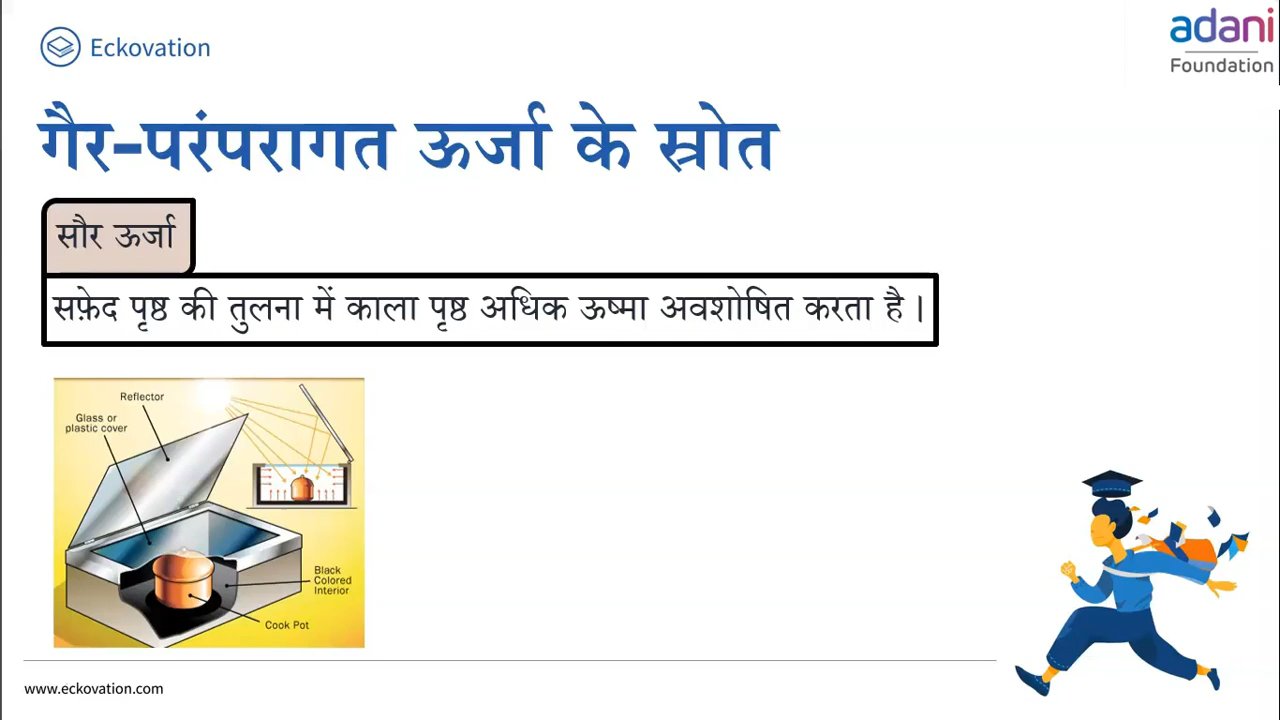 Eckovation
adani
Foundation
गैर-परंपरागत ऊर्जा के स्रोत
सौर ऊर्जा
सफ़ेद पृष्ठ की तुलना में काला पृष्ठ अधिक ऊष्मा अवशोषित करता है।
Reflector
Glass or
plastic cover
Black
Colored
Interior
Cook Pot
www.eckovation.com